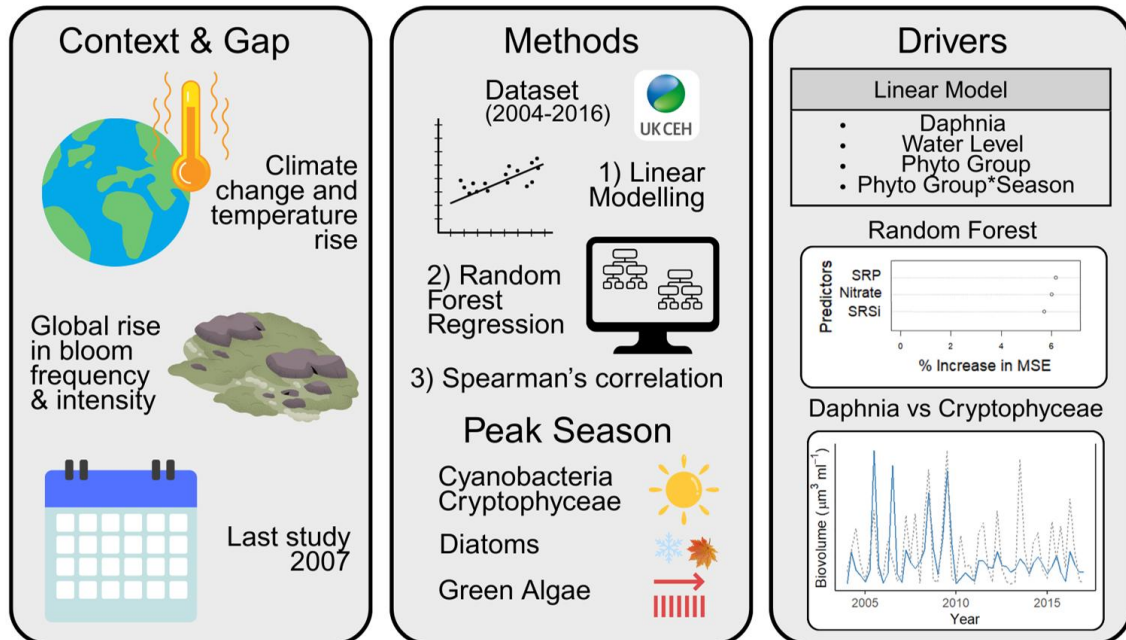 Context & Gap
Climate
change and
temperature
rise
Global rise
in bloom
frequency
& intensity
Last study
2007
Methods
Dataset
(2004-2016)
UK CEH
1) Linear
Modelling
2) Random
Forest
Regression
3) Spearman's correlation
Peak Season
Cyanobacteria
Cryptophyceae
Diatoms
Green Algae
Drivers
Linear Model
• Daphnia
• Water Level
• Phyto Group
• Phyto Group*Season
Random Forest
Predictors
SRP
Nitrate
SRSi
0 2 4 6
% Increase in MSE
Daphnia vs Cryptophyceae
Biovolume (μm³ ml⁻¹)
2005 2010 2015
Year